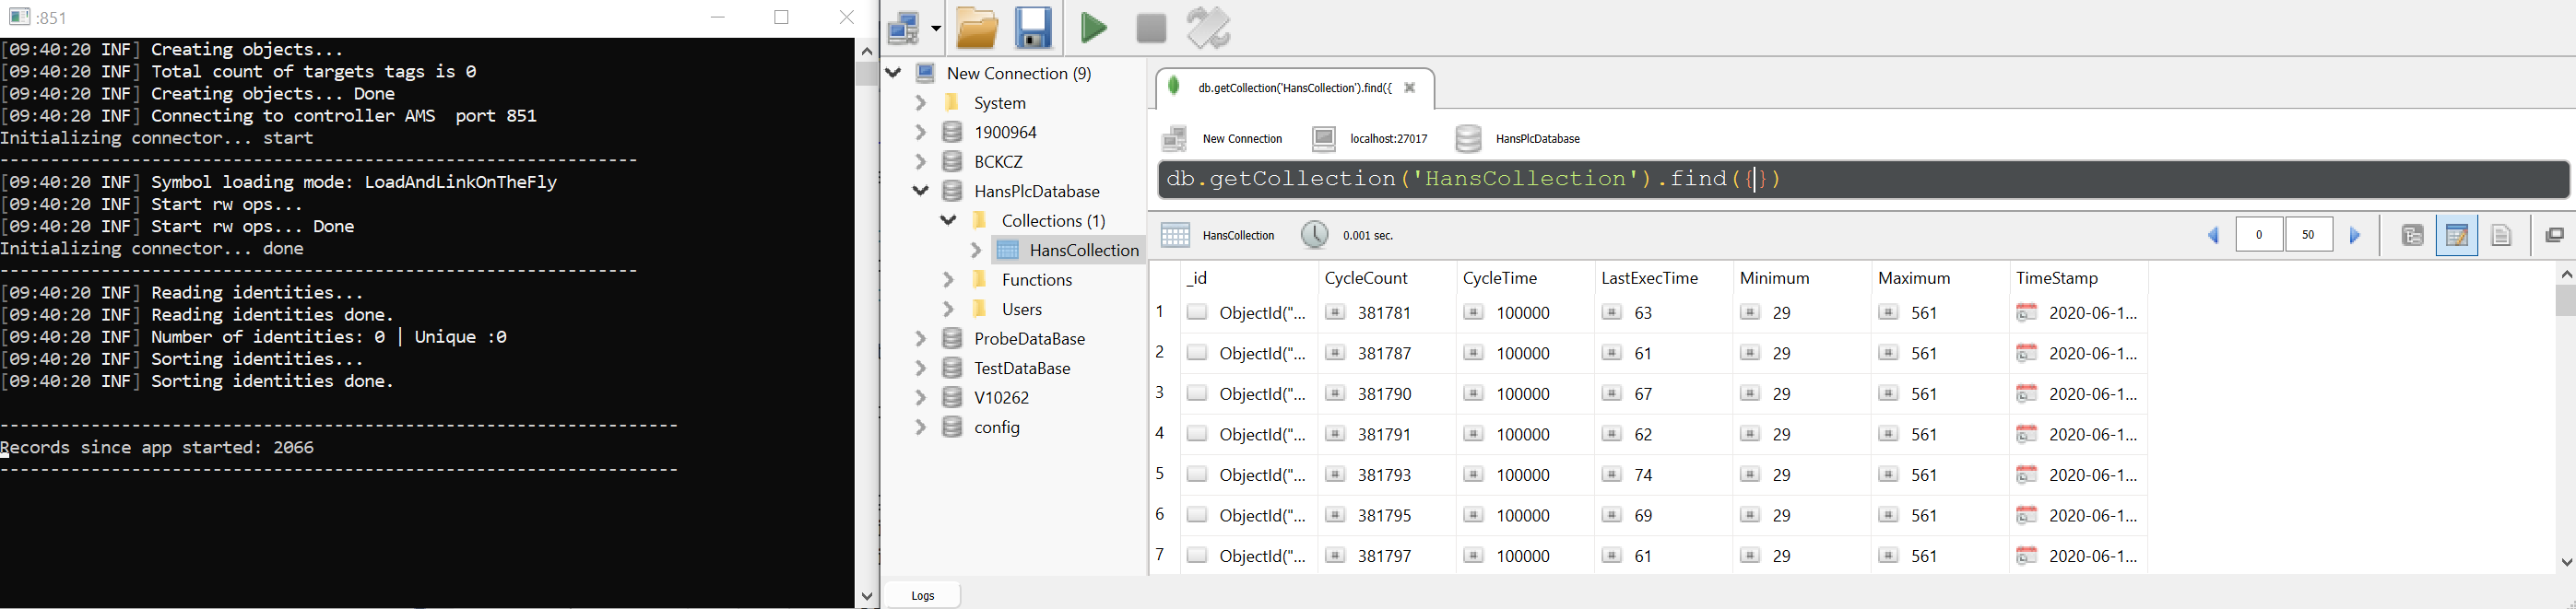 :851
[09:40:20 INF] Creating objects...
[09:40:20 INF] Total count of targets tags is 0
[09:40:20 INF] Creating objects... Done
[09:40:20 INF] Connecting to controller AMS  port 851
Initializing connector... start
----------------------------------------------------------------
[09:40:20 INF] Symbol loading mode: LoadAndLinkOnTheFly
[09:40:20 INF] Start rw ops...
[09:40:20 INF] Start rw ops... Done
Initializing connector... done
----------------------------------------------------------------
[09:40:20 INF] Reading identities...
[09:40:20 INF] Reading identities done.
[09:40:20 INF] Number of identities: 0 | Unique :0
[09:40:20 INF] Sorting identities...
[09:40:20 INF] Sorting identities done.
--------------------------------------------------------------------
Records since app started: 2066
--------------------------------------------------------------------
New Connection (9)
System
1900964
BCKCZ
HansPlcDatabase
Collections (1)
HansCollection
Functions
Users
ProbeDataBase
TestDataBase
V10262
config
db.getCollection('HansCollection').find({
New Connection localhost:27017 HansPlcDatabase
db.getCollection('HansCollection').find({})
HansCollection 0.001 sec. 0 50
_id CycleCount CycleTime LastExecTime Minimum Maximum TimeStamp
1 ObjectId("... 381781 100000 63 29 561 2020-06-1...
2 ObjectId("... 381787 100000 61 29 561 2020-06-1...
3 ObjectId("... 381790 100000 67 29 561 2020-06-1...
4 ObjectId("... 381791 100000 62 29 561 2020-06-1...
5 ObjectId("... 381793 100000 74 29 561 2020-06-1...
6 ObjectId("... 381795 100000 69 29 561 2020-06-1...
7 ObjectId("... 381797 100000 61 29 561 2020-06-1...
Logs